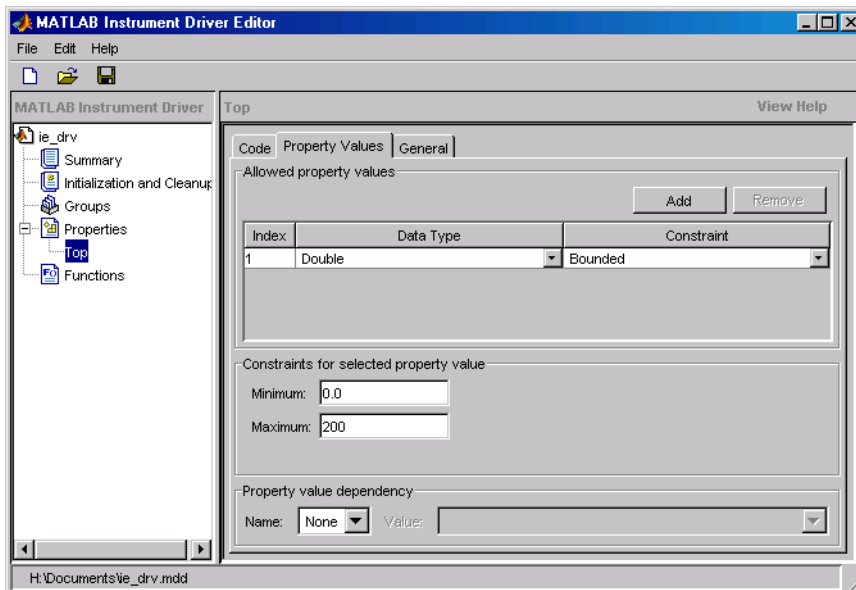 MATLAB Instrument Driver Editor
File Edit Help
MATLAB Instrument Driver
Top
View Help
ie_drv
Summary
Initialization and Cleanup
Groups
Properties
Top
Functions
Code Property Values General
Allowed property values
Add Remove
Index Data Type Constraint
1 Double Bounded
Constraints for selected property value
Minimum: 0.0
Maximum: 200
Property value dependency
Name: None Value:
H:\Documents\ie_drv.mdd